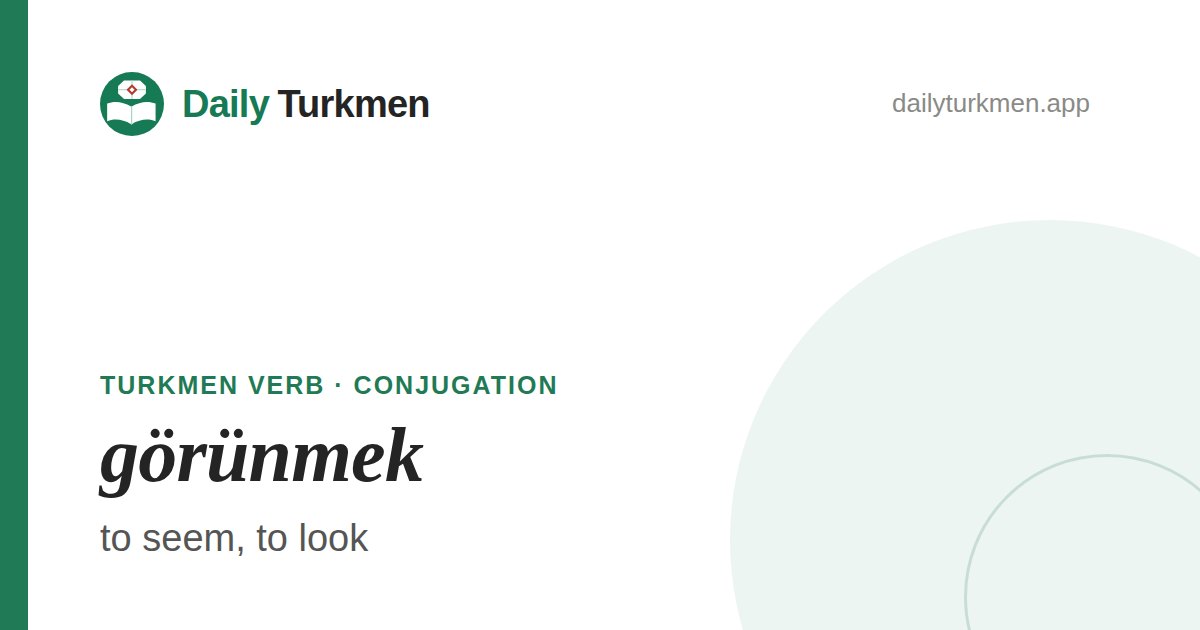 Daily Turkmen
dailyturkmen.app
TURKMEN VERB · CONJUGATION
görünmek
to seem, to look